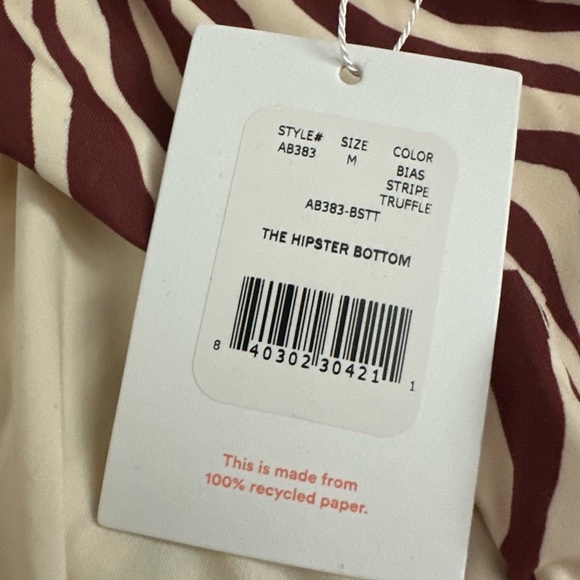 STYLE# SIZE COLOR
AB383 M BIAS
STRIPE
TRUFFLE
AB383-BSTT
THE HIPSTER BOTTOM
8 40302 30421 1
This is made from
100% recycled paper.